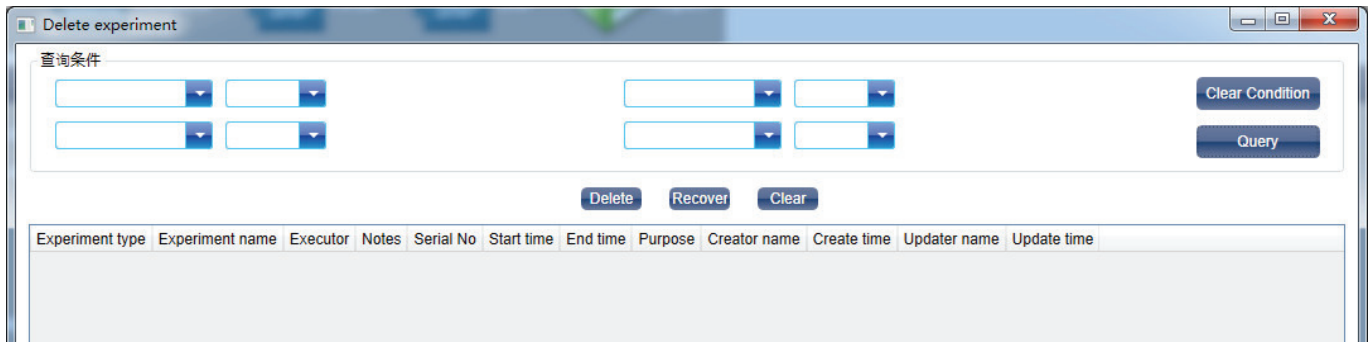 Delete experiment
查询条件
Clear Condition
Query
Delete Recover Clear
Experiment type Experiment name Executor Notes Serial No Start time End time Purpose Creator name Create time Updater name Update time